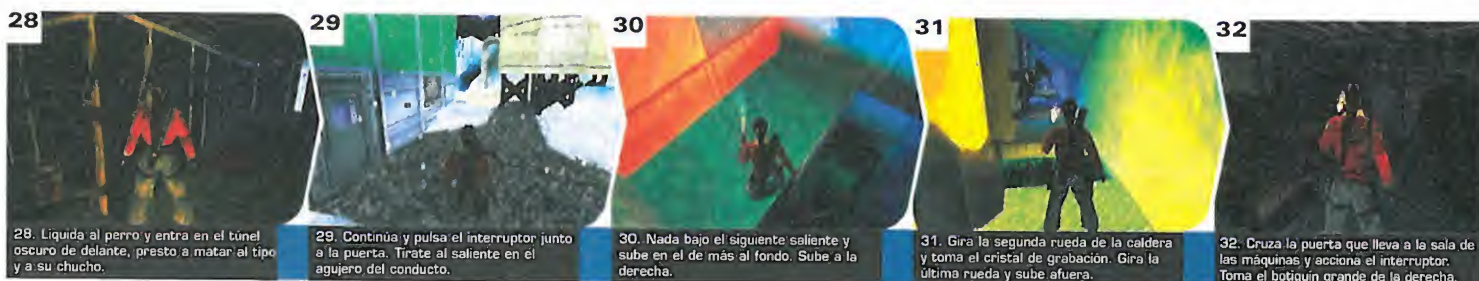 28
29
30
31
32
28. Liquida al perro y entra en el túnel
oscuro de delante, presto a matar al tipo
y a su chucho.
29. Continúa y pulsa el interruptor junto
a la puerta. Tírate al saliente en el
agujero del conducto.
30. Nada bajo el siguiente saliente y
sube en el de más al fondo. Sube a la
derecha.
31. Gira la segunda rueda de la caldera
y toma el cristal de grabación. Gira la
última rueda y sube afuera.
32. Cruza la puerta que lleva a la sala de
las máquinas y acciona el interruptor.
Toma el botiquín grande de la derecha.